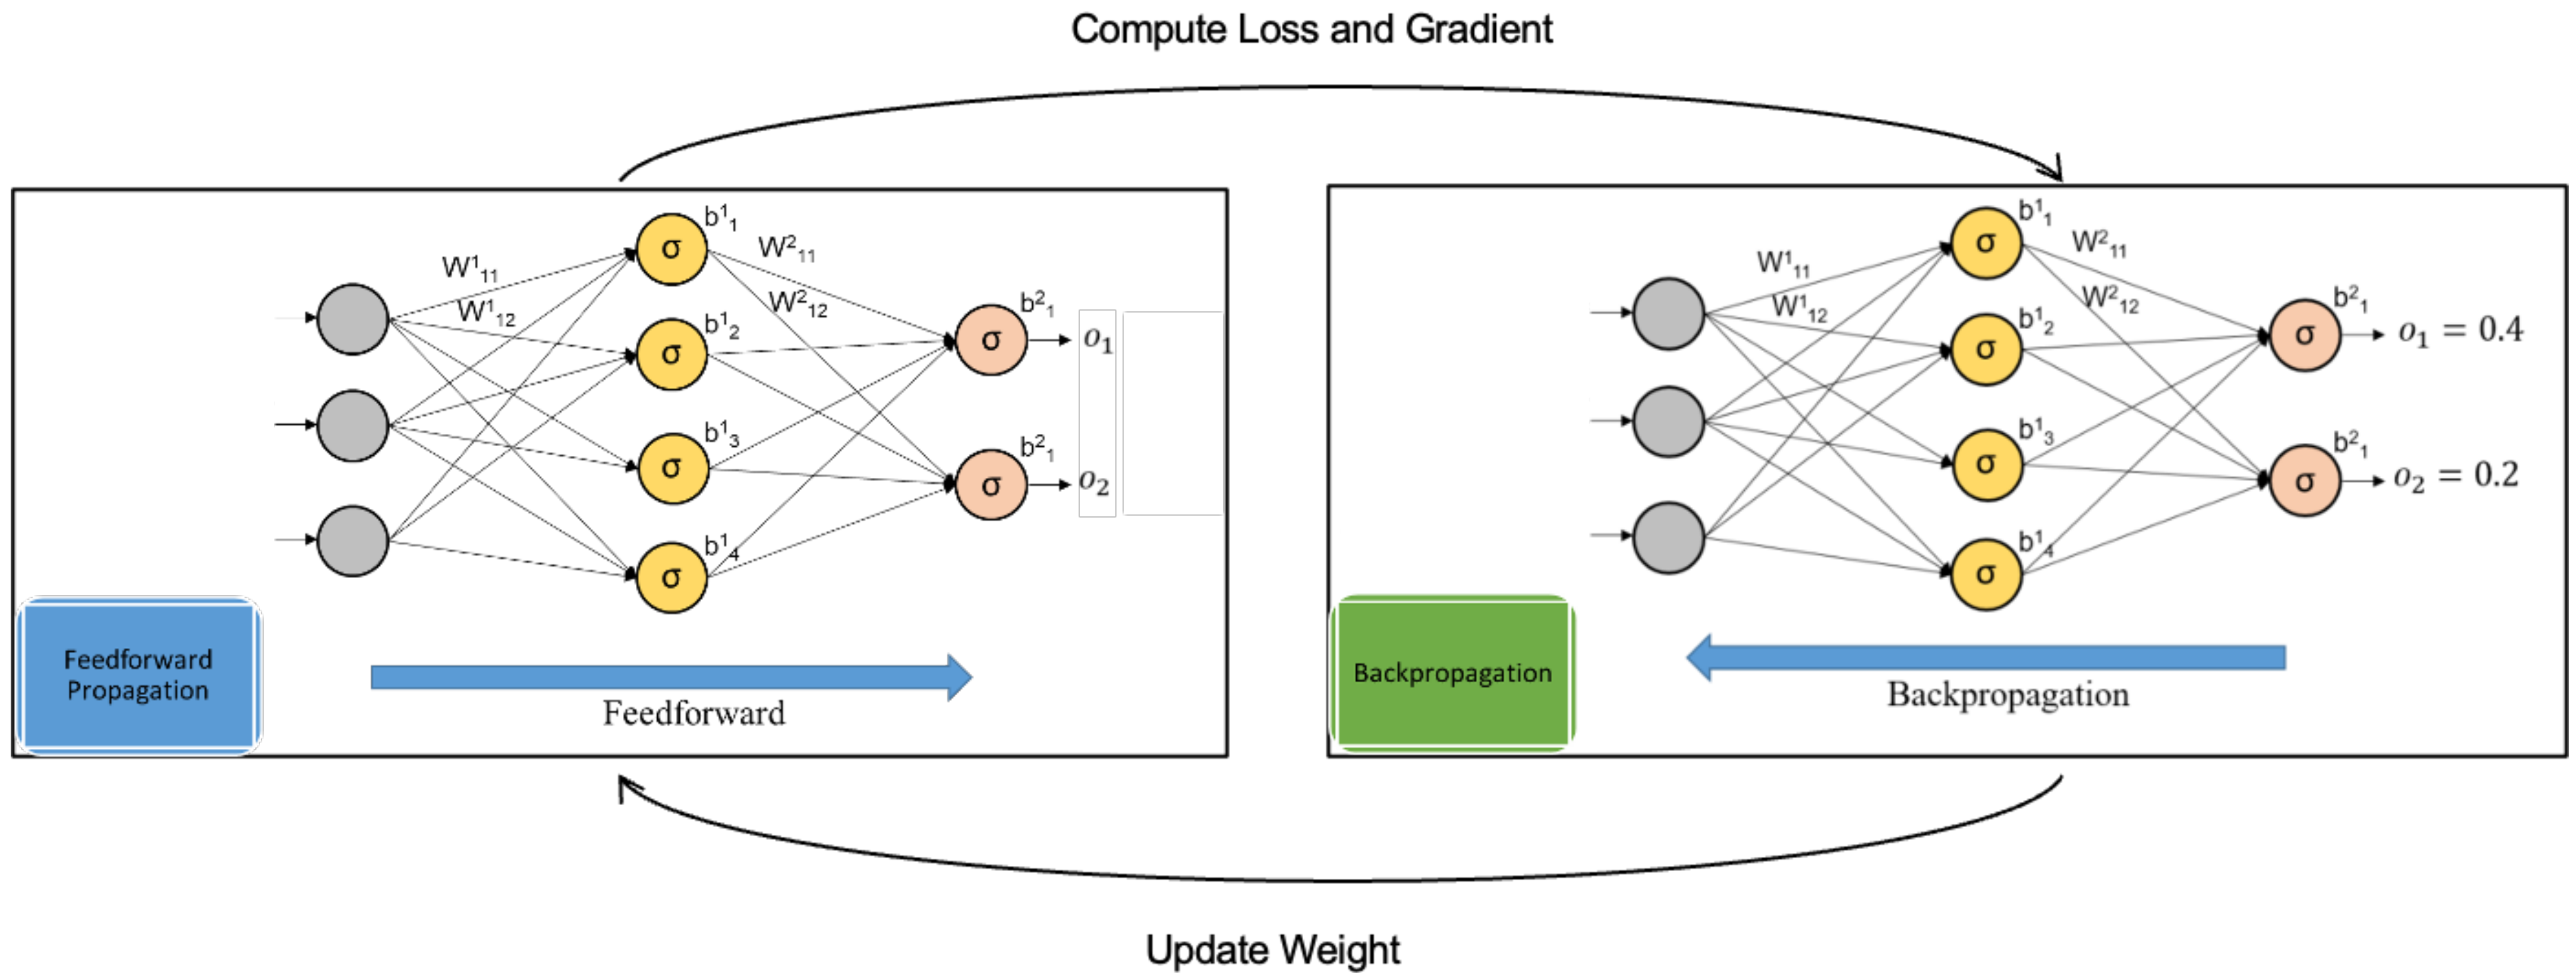 Compute Loss and Gradient
b¹₁
W¹₁₁
W²₁₁
σ
W¹₁₂
W²₁₂
b¹₂
σ
b²₁
σ
o₁
b¹₃
σ
b²₁
σ
o₂
b¹₄
σ
Feedforward
Propagation
Feedforward
b¹₁
W¹₁₁
W²₁₁
σ
W¹₁₂
W²₁₂
b¹₂
σ
b²₁
σ
o₁ = 0.4
b¹₃
σ
b²₁
σ
o₂ = 0.2
b¹₄
σ
Backpropagation
Backpropagation
Update Weight